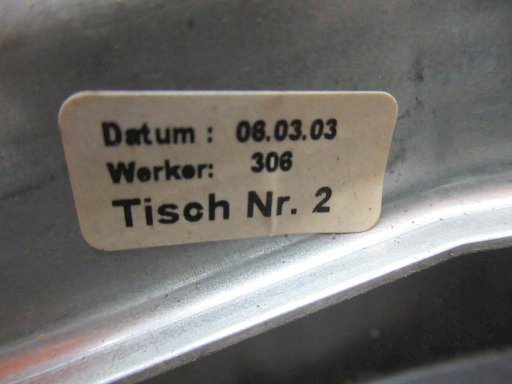 Datum : 06.03.03
Werker: 306
Tisch Nr. 2